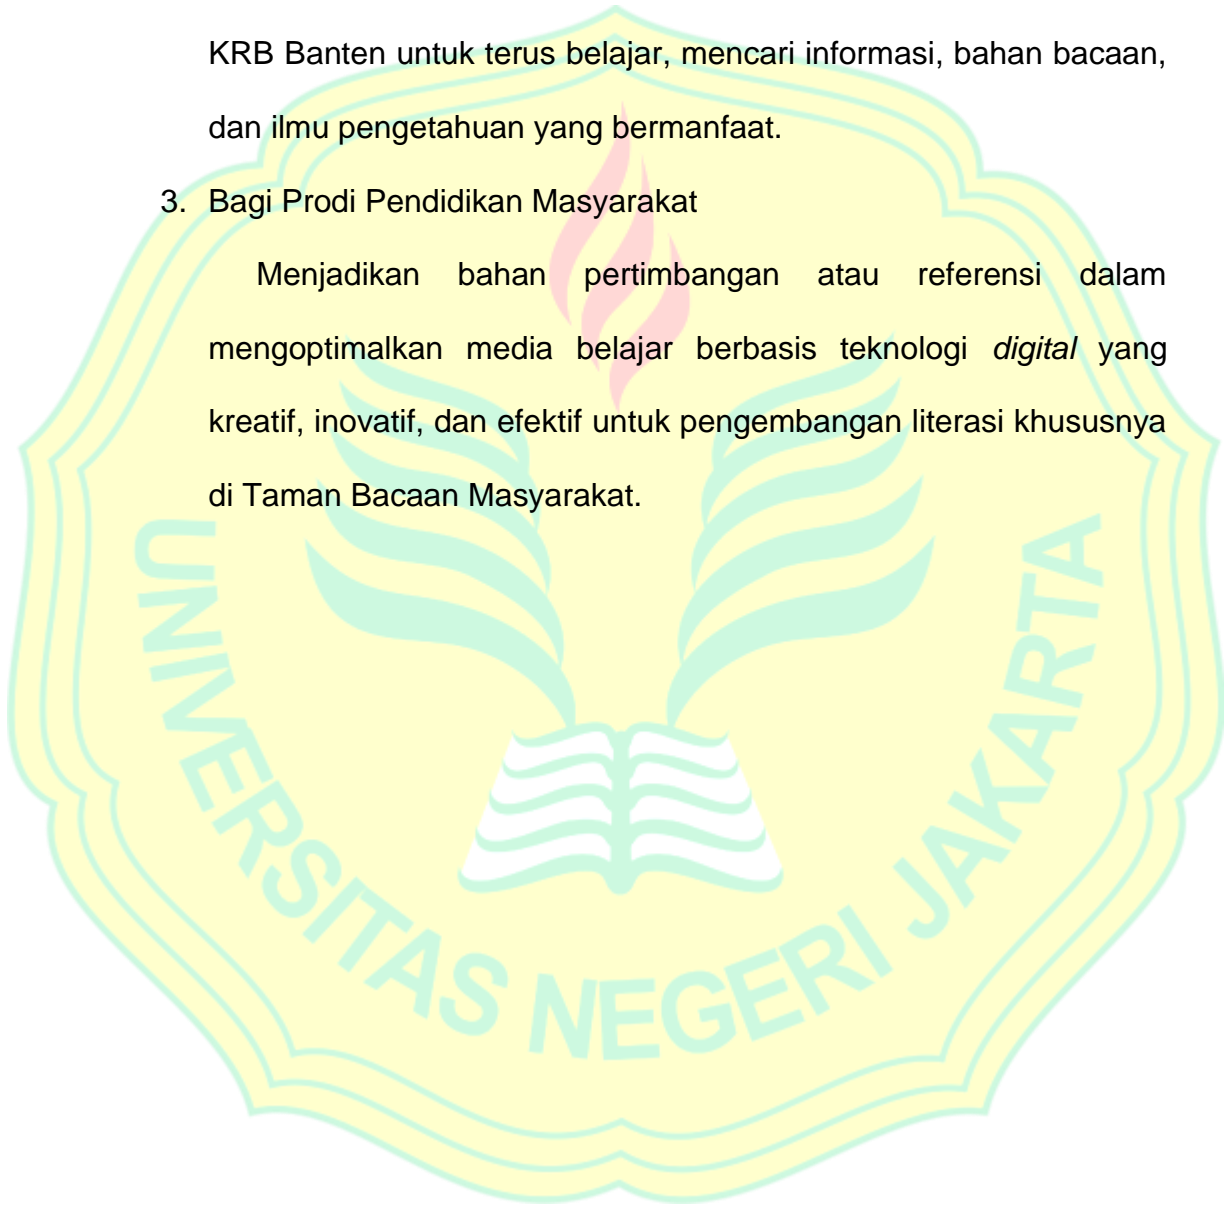 KRB Banten untuk terus belajar, mencari informasi, bahan bacaan,
dan ilmu pengetahuan yang bermanfaat.
3. Bagi Prodi Pendidikan Masyarakat
Menjadikan bahan pertimbangan atau referensi dalam
mengoptimalkan media belajar berbasis teknologi digital yang
kreatif, inovatif, dan efektif untuk pengembangan literasi khususnya
di Taman Bacaan Masyarakat.
UNIVERSITAS NEGERI JAKARTA